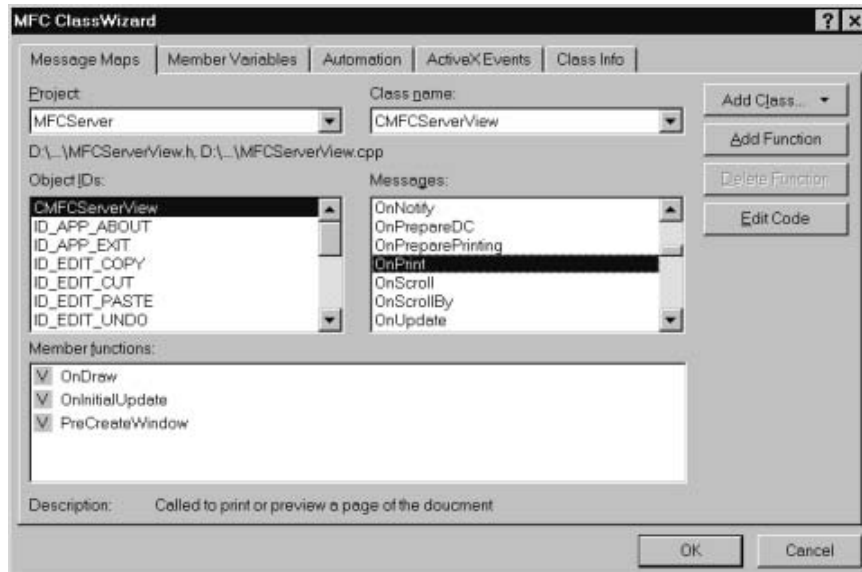 MFC ClassWizard
Message Maps Member Variables Automation ActiveX Events Class Info
Project: Class name:
MFCServer CMFCServerView
D:\...\MFCServerView.h, D:\...\MFCServerView.cpp
Object IDs: Messages:
CMFCServerView
ID_APP_ABOUT
ID_APP_EXIT
ID_EDIT_COPY
ID_EDIT_CUT
ID_EDIT_PASTE
ID_EDIT_UNDO
OnNotify
OnPrepareDC
OnPreparePrinting
OnPrint
OnScroll
OnScrollBy
OnUpdate
Add Class...
Add Function
Delete Function
Edit Code
Member functions:
V OnDraw
V OnInitialUpdate
V PreCreateWindow
Description: Called to print or preview a page of the doucment
OK Cancel